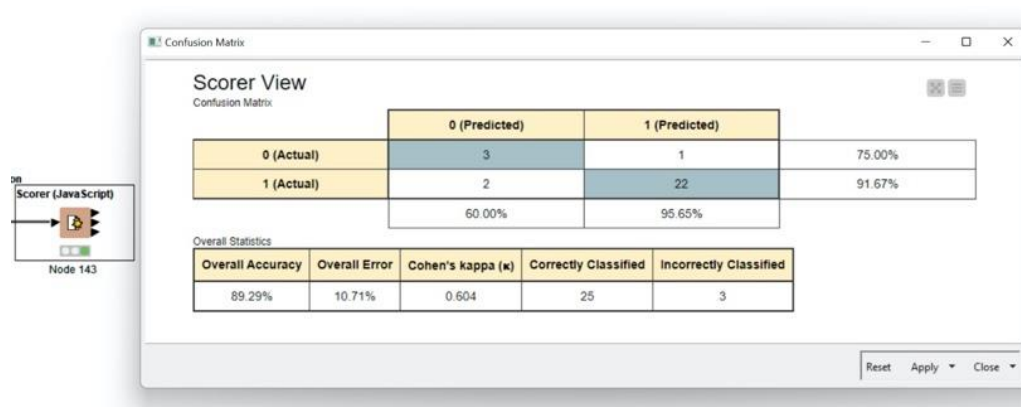 Confusion Matrix
Scorer View
Confusion Matrix
0 (Predicted) 1 (Predicted)
0 (Actual) 3 1 75.00%
1 (Actual) 2 22 91.67%
60.00% 95.65%
Overall Statistics
Overall Accuracy Overall Error Cohen's kappa (κ) Correctly Classified Incorrectly Classified
89.29% 10.71% 0.604 25 3
Reset Apply Close
on
Scorer (JavaScript)
Node 143